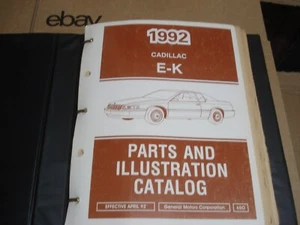 ebay
1992
CADILLAC
E-K
PARTS AND
ILLUSTRATION
CATALOG
EFFECTIVE APRIL 92
General Motors Corporation